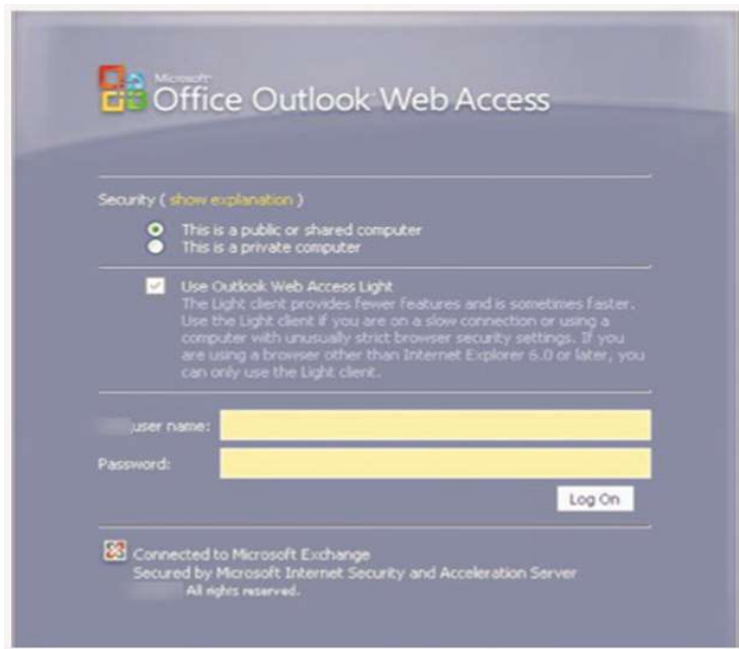 Microsoft
Office Outlook Web Access
Security ( show explanation )
This is a public or shared computer
This is a private computer
Use Outlook Web Access Light
The Light client provides fewer features and is sometimes faster.
Use the Light client if you are on a slow connection or using a
computer with unusually strict browser security settings. If you
are using a browser other than Internet Explorer 6.0 or later, you
can only use the Light client.
user name:
Password:
Log On
Connected to Microsoft Exchange
Secured by Microsoft Internet Security and Acceleration Server
All rights reserved.